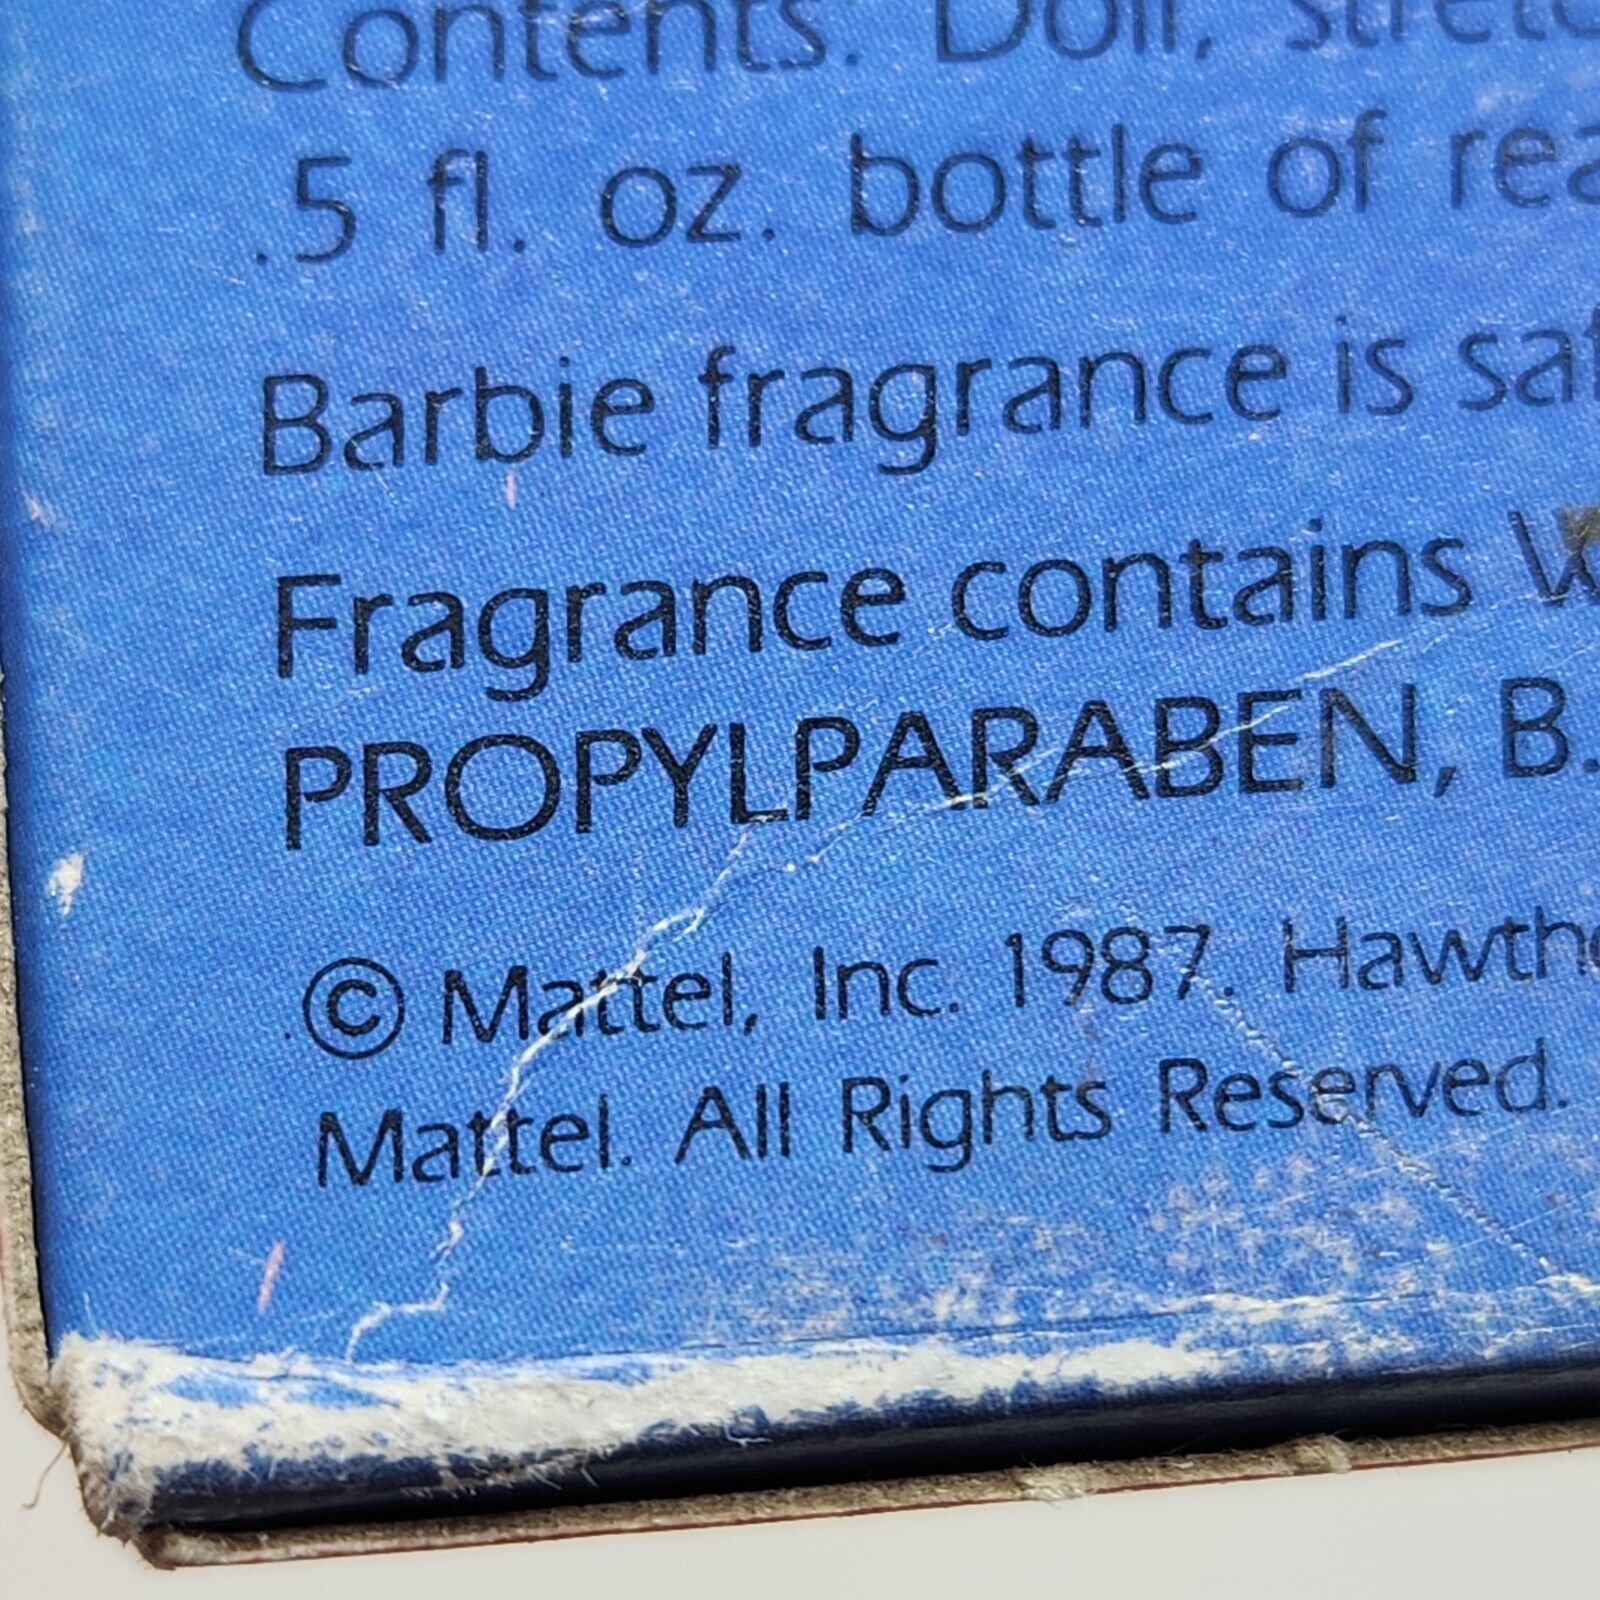 Contents. Doll,
.5 fl. oz. bottle of
Barbie fragrance is
Fragrance contains
PROPYLPARABEN, B.
© Mattel, Inc. 1987.
Mattel. All Rights Reserved.